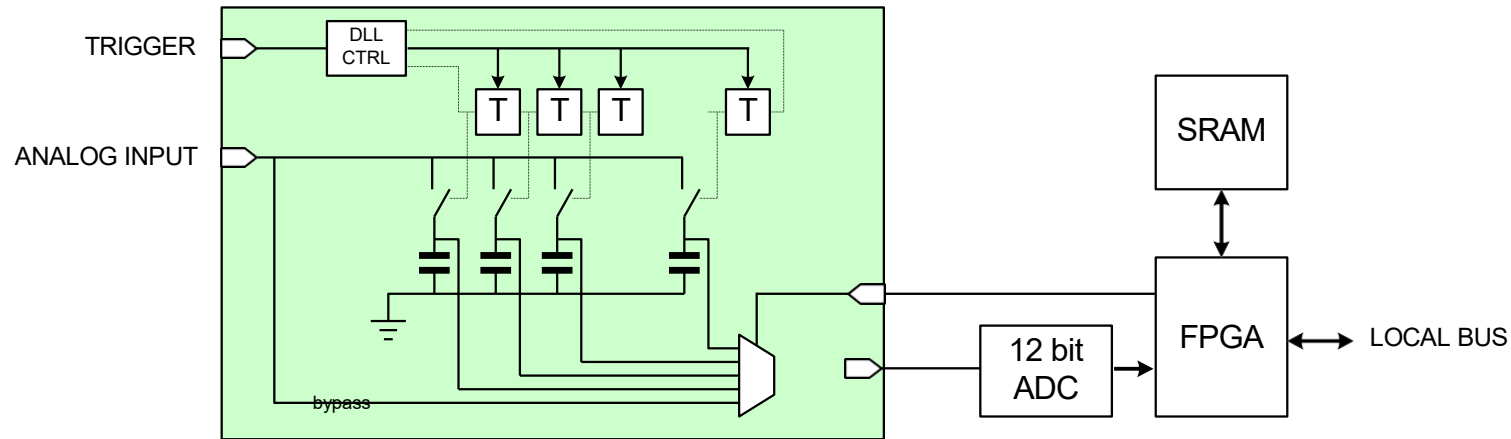 TRIGGER
DLL
CTRL
T
T
T
T
ANALOG INPUT
SRAM
bypass
12 bit
ADC
FPGA
LOCAL BUS